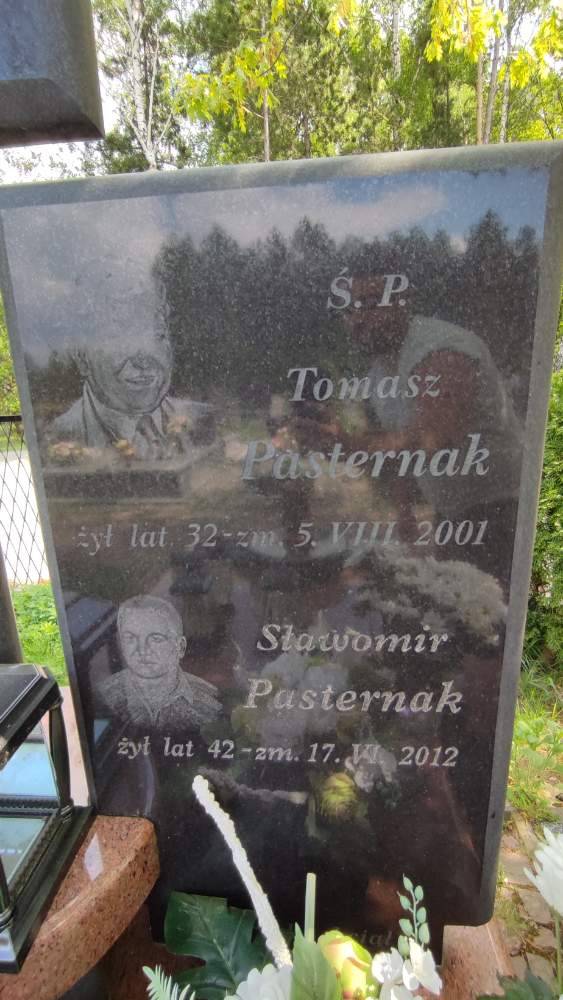 Ś. P.
Tomasz
Pasternak
żył lat 32 - zm. 5. VIII. 2001
Sławomir
Pasternak
żył lat 42 - zm. 17. VI. 2012